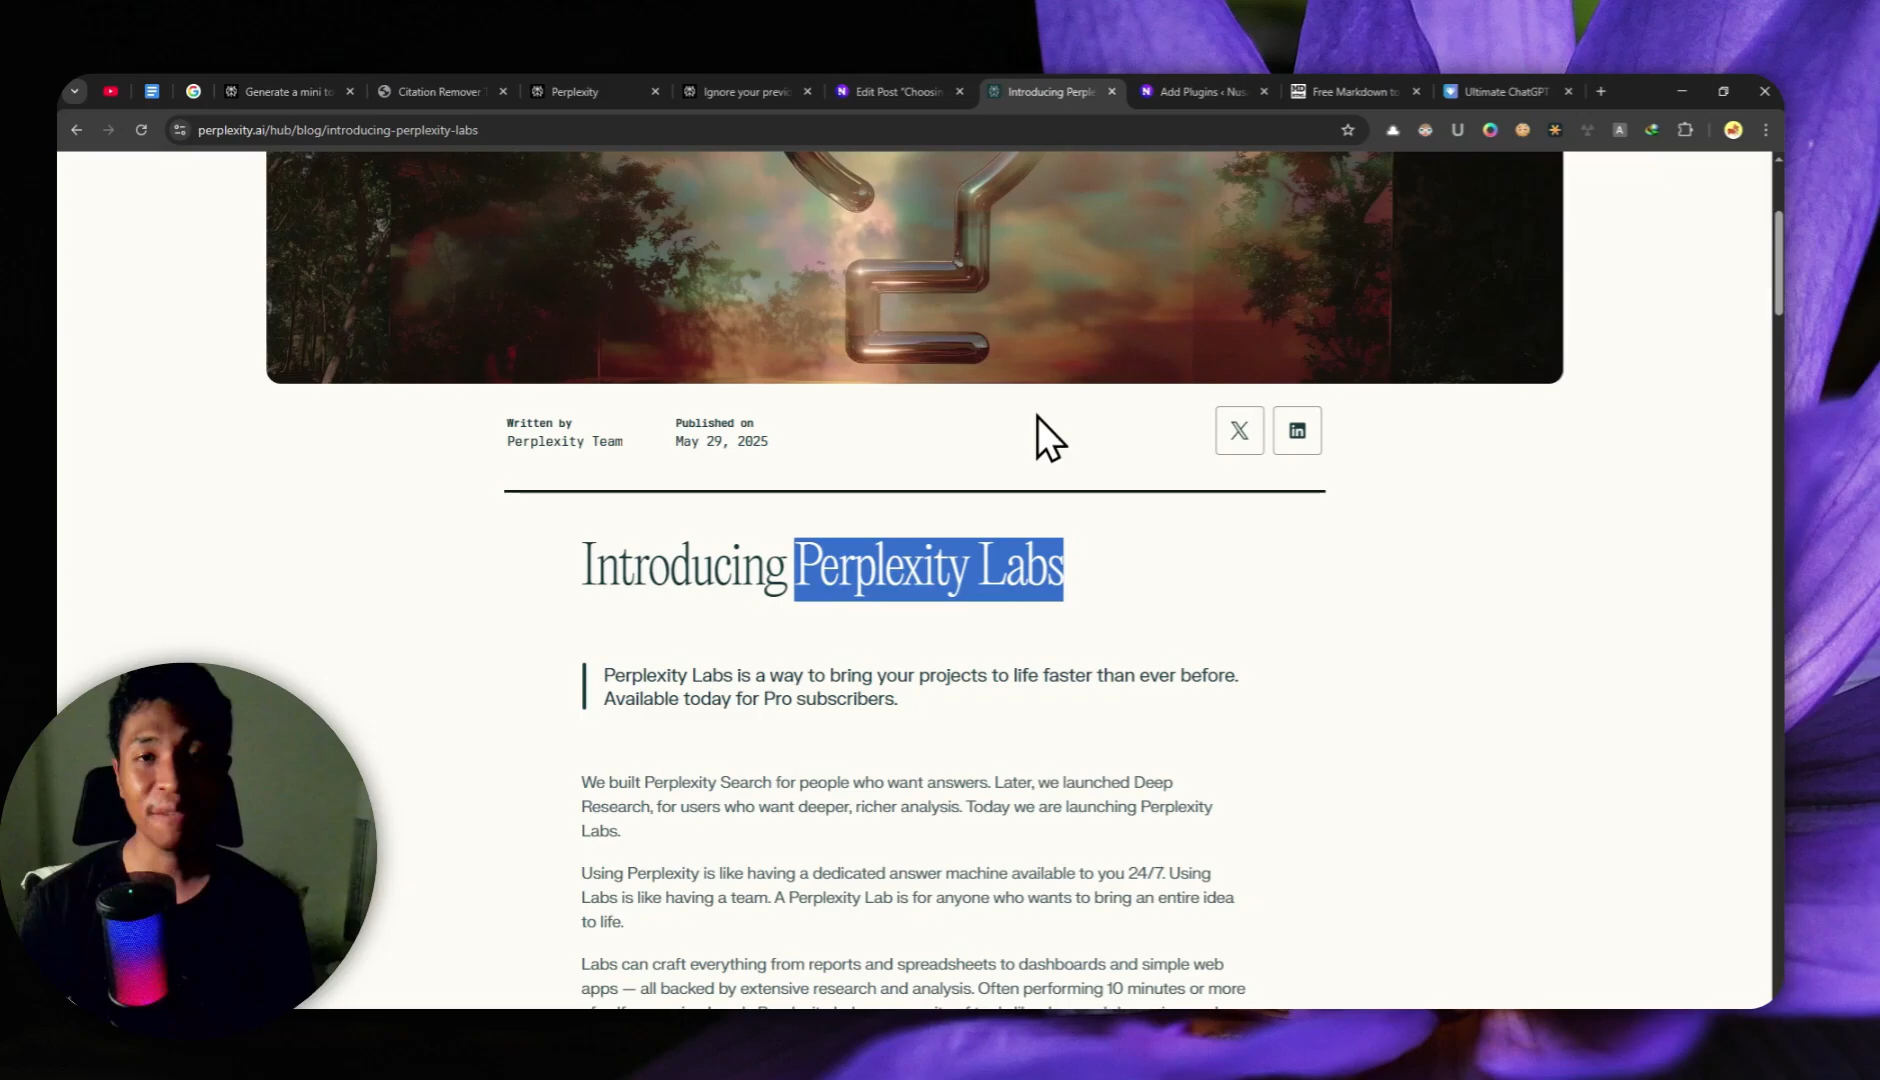 Generate a mini to
Citation Remover
Perplexity
Ignore your previo
Edit Post "Choosin
Introducing Perple
Add Plugins ‹ Nus
Free Markdown to
Ultimate ChatGPT
perplexity.ai/hub/blog/introducing-perplexity-labs
Written by
Perplexity Team
Published on
May 29, 2025
Introducing Perplexity Labs
Perplexity Labs is a way to bring your projects to life faster than ever before.
Available today for Pro subscribers.
We built Perplexity Search for people who want answers. Later, we launched Deep
Research, for users who want deeper, richer analysis. Today we are launching Perplexity
Labs.
Using Perplexity is like having a dedicated answer machine available to you 24/7. Using
Labs is like having a team. A Perplexity Lab is for anyone who wants to bring an entire idea
to life.
Labs can craft everything from reports and spreadsheets to dashboards and simple web
apps — all backed by extensive research and analysis. Often performing 10 minutes or more